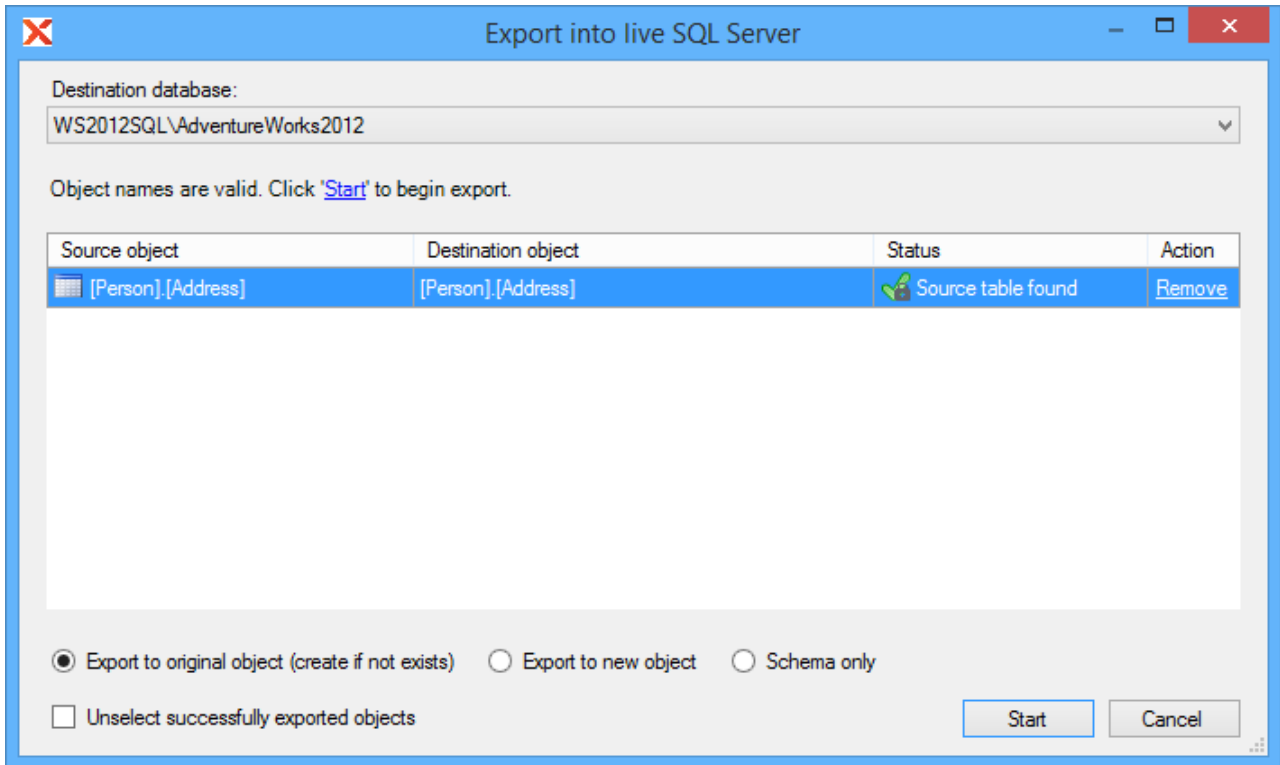 Export into live SQL Server
Destination database:
WS2012SQL\AdventureWorks2012
Object names are valid. Click 'Start' to begin export.
Source object Destination object Status Action
[Person].[Address] [Person].[Address] Source table found Remove
Export to original object (create if not exists) Export to new object Schema only
Unselect successfully exported objects Start Cancel